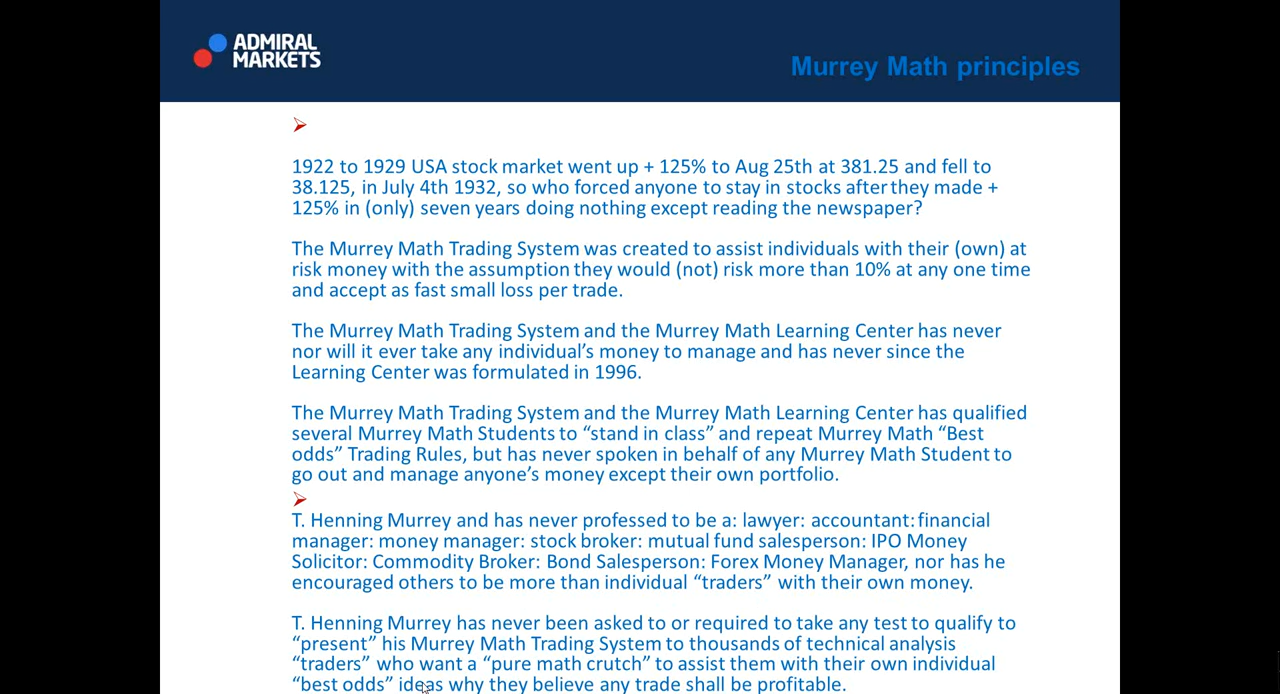 ADMIRAL
MARKETS
Murrey Math principles
1922 to 1929 USA stock market went up + 125% to Aug 25th at 381.25 and fell to
38.125, in July 4th 1932, so who forced anyone to stay in stocks after they made +
125% in (only) seven years doing nothing except reading the newspaper?
The Murrey Math Trading System was created to assist individuals with their (own) at
risk money with the assumption they would (not) risk more than 10% at any one time
and accept as fast small loss per trade.
The Murrey Math Trading System and the Murrey Math Learning Center has never
nor will it ever take any individual’s money to manage and has never since the
Learning Center was formulated in 1996.
The Murrey Math Trading System and the Murrey Math Learning Center has qualified
several Murrey Math Students to “stand in class” and repeat Murrey Math “Best
odds” Trading Rules, but has never spoken in behalf of any Murrey Math Student to
go out and manage anyone’s money except their own portfolio.
T. Henning Murrey and has never professed to be a: lawyer: accountant: financial
manager: money manager: stock broker: mutual fund salesperson: IPO Money
Solicitor: Commodity Broker: Bond Salesperson: Forex Money Manager, nor has he
encouraged others to be more than individual “traders” with their own money.
T. Henning Murrey has never been asked to or required to take any test to qualify to
“present” his Murrey Math Trading System to thousands of technical analysis
“traders” who want a “pure math crutch” to assist them with their own individual
“best odds” ideas why they believe any trade shall be profitable.